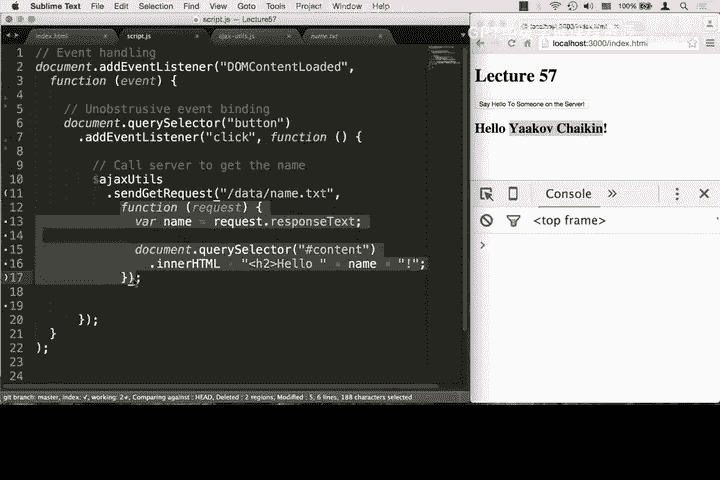 Sublime Text File Edit Selection Find View Goto Tools Project Window Help
100%
script.js — Lecture57
index.html script.js ajax-utils.js name.txt
1 // Event handling
2 document.addEventListener("DOMContentLoaded",
3 function (event) {
4
5 // Unobstrusive event binding
6 document.querySelector("button")
7 .addEventListener("click", function () {
8
9 // Call server to get the name
10 $ajaxUtils
11 .sendGetRequest("/data/name.txt",
12 function (request) {
13 var name = request.responseText;
14
15 document.querySelector("#content")
16 .innerHTML = "<h2>Hello " + name + "!";
17 });
18
19
20 });
21 }
22 );
23
24
git branch: master, index: ✓, working: 2≠, Comparing against : HEAD, Deleted : 2 regions, Modified : 5, 6 lines, 188 characters selected
localhost:3000/index.html
localhost:3000/index.html
Lecture 57
Say Hello To Someone on the Server!
Hello Yaakov Chaikin!
Console
<top frame>